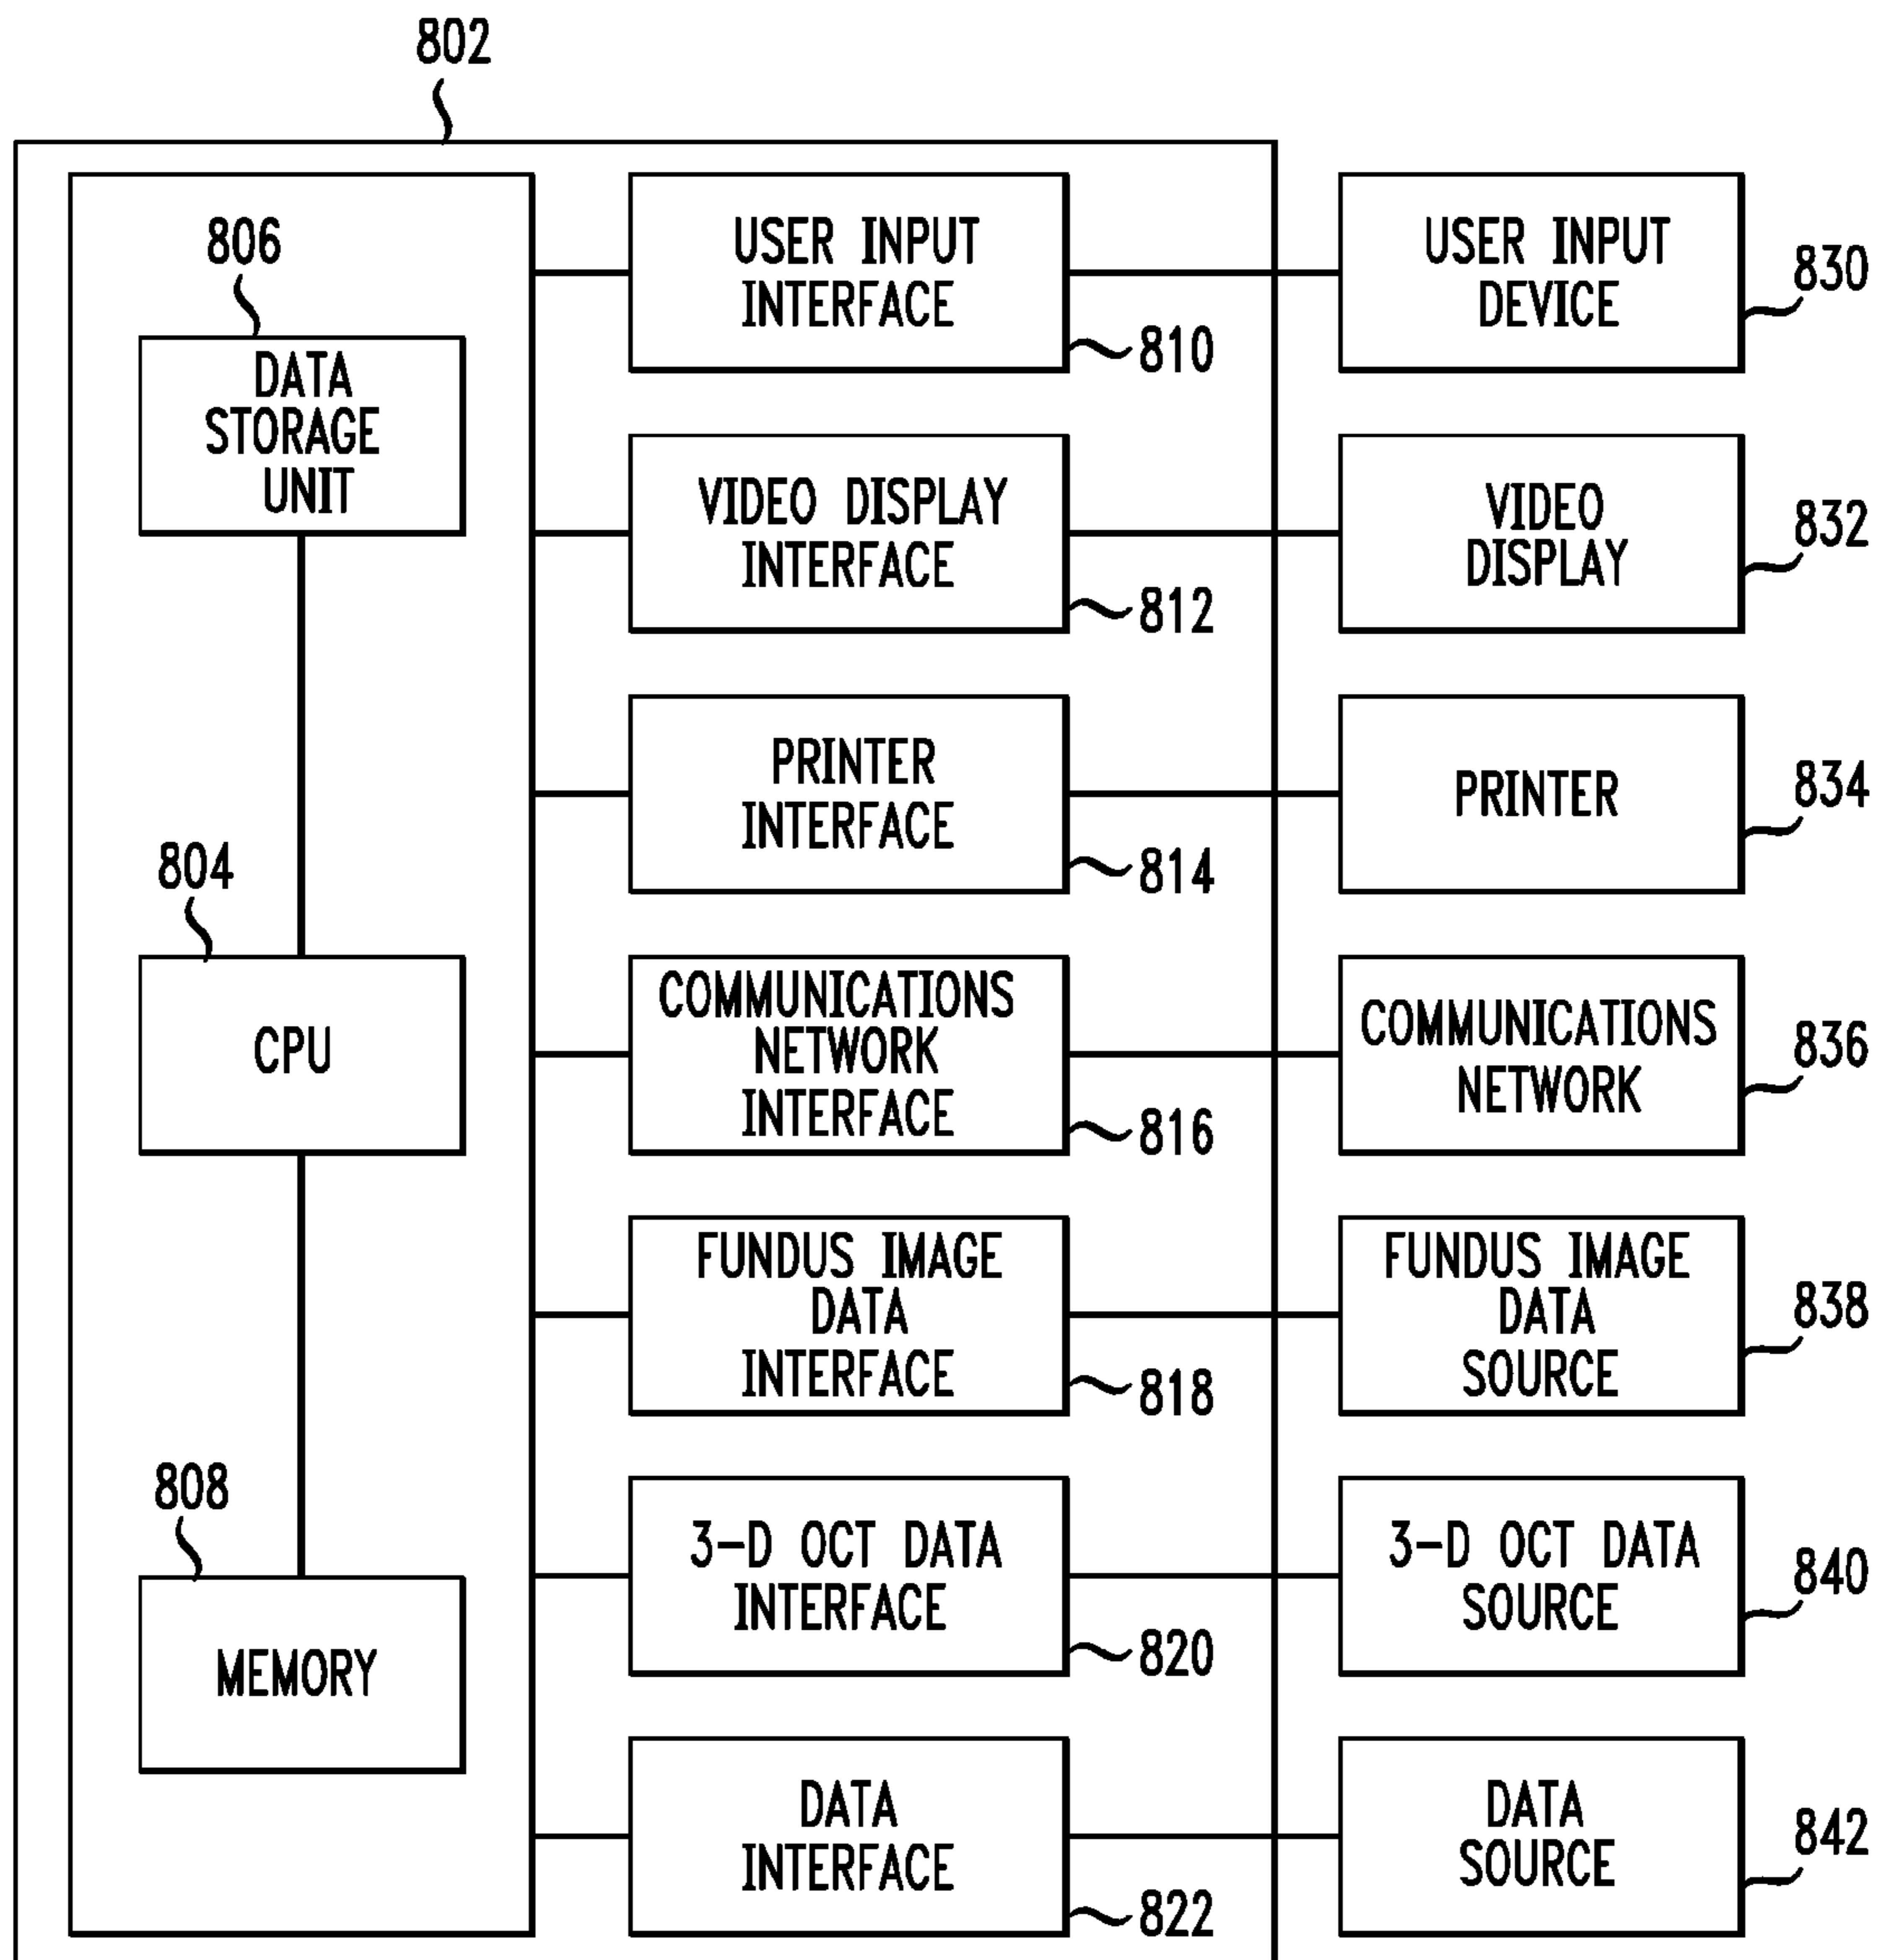 802
806
DATA
STORAGE
UNIT
804
CPU
808
MEMORY
USER INPUT
INTERFACE
810
VIDEO DISPLAY
INTERFACE
812
PRINTER
INTERFACE
814
COMMUNICATIONS
NETWORK
INTERFACE
816
FUNDUS IMAGE
DATA
INTERFACE
818
3-D OCT DATA
INTERFACE
820
DATA
INTERFACE
822
USER INPUT
DEVICE
830
VIDEO
DISPLAY
832
PRINTER
834
COMMUNICATIONS
NETWORK
836
FUNDUS IMAGE
DATA
SOURCE
838
3-D OCT DATA
SOURCE
840
DATA
SOURCE
842